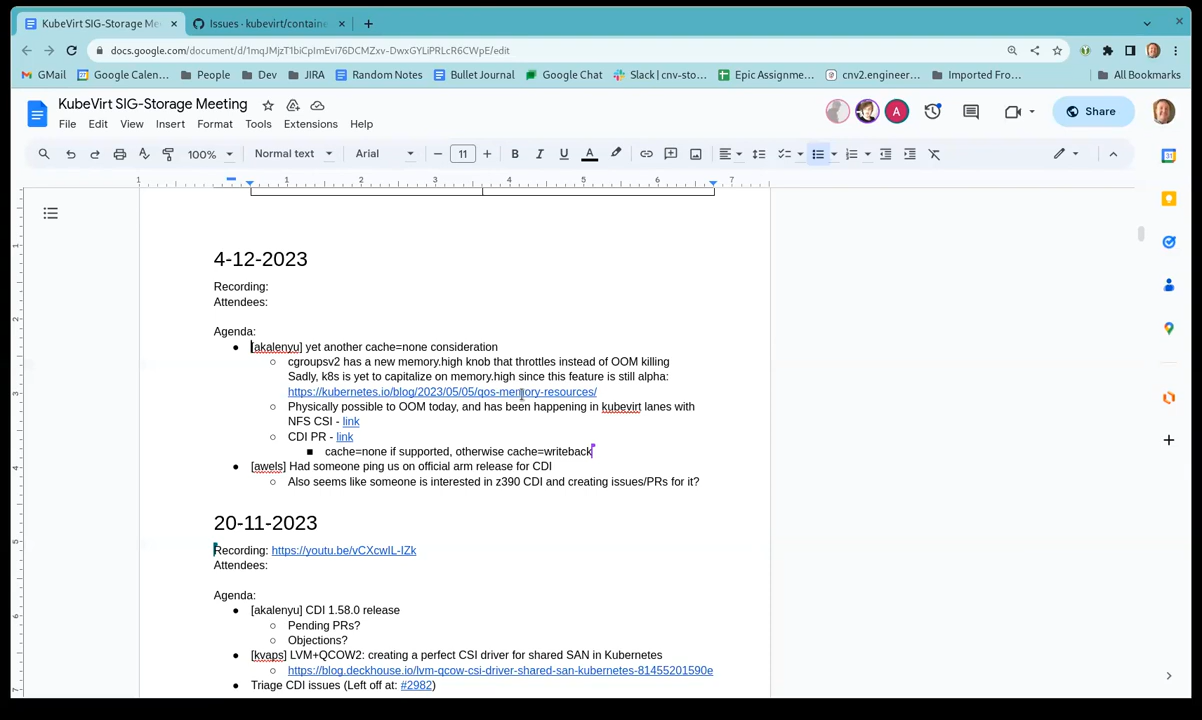 KubeVirt SIG-Storage Me
Issues · kubevirt/containe
docs.google.com/document/d/1mqJMjzT1biCpImEvi76DCMZxv-DwxGYLiPRLcR6CWpE/edit
GMail
Google Calen...
People
Dev
JIRA
Random Notes
Bullet Journal
Google Chat
Slack | cnv-sto...
Epic Assignme...
cnv2.engineer...
Imported Fro...
All Bookmarks
KubeVirt SIG-Storage Meeting
File Edit View Insert Format Tools Extensions Help
A
Share
100%
Normal text
Arial
11
B I U A
1 1 2 3 4 5 6 7
4-12-2023
Recording:
Attendees:
Agenda:
● [akalenyu] yet another cache=none consideration
○ cgroupsv2 has a new memory.high knob that throttles instead of OOM killing
Sadly, k8s is yet to capitalize on memory.high since this feature is still alpha:
https://kubernetes.io/blog/2023/05/05/qos-memory-resources/
○ Physically possible to OOM today, and has been happening in kubevirt lanes with
NFS CSI - link
○ CDI PR - link
■ cache=none if supported, otherwise cache=writeback
● [awels] Had someone ping us on official arm release for CDI
○ Also seems like someone is interested in z390 CDI and creating issues/PRs for it?
20-11-2023
Recording: https://youtu.be/vCXcwIL-IZk
Attendees:
Agenda:
● [akalenyu] CDI 1.58.0 release
○ Pending PRs?
○ Objections?
● [kvaps] LVM+QCOW2: creating a perfect CSI driver for shared SAN in Kubernetes
○ https://blog.deckhouse.io/lvm-qcow-csi-driver-shared-san-kubernetes-81455201590e
● Triage CDI issues (Left off at: #2982)